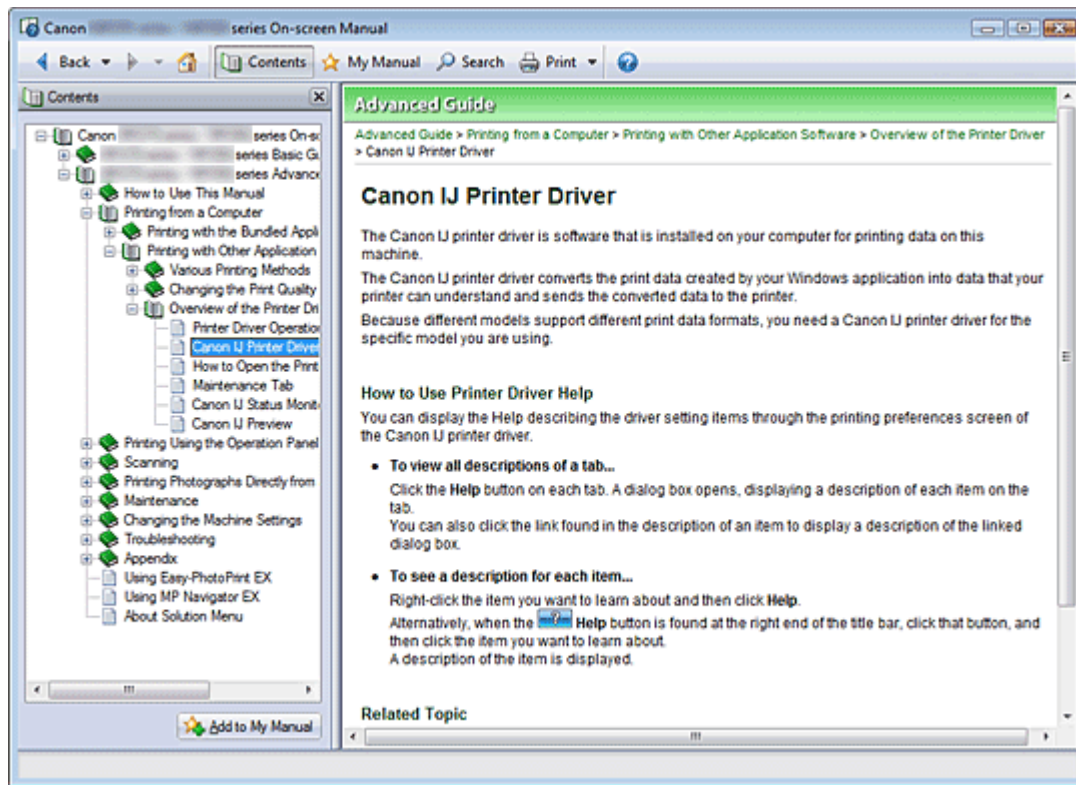 Canon series On-screen Manual
Back Contents My Manual Search Print
Contents
Canon series On-s
series Basic G
series Advance
How to Use This Manual
Printing from a Computer
Printing with the Bundled Appli
Printing with Other Application
Various Printing Methods
Changing the Print Quality
Overview of the Printer Dri
Printer Driver Operation
Canon IJ Printer Driver
How to Open the Print
Maintenance Tab
Canon IJ Status Monit
Canon IJ Preview
Printing Using the Operation Panel
Scanning
Printing Photographs Directly from
Maintenance
Changing the Machine Settings
Troubleshooting
Appendix
Using Easy-PhotoPrint EX
Using MP Navigator EX
About Solution Menu
Add to My Manual
Advanced Guide
Advanced Guide > Printing from a Computer > Printing with Other Application Software > Overview of the Printer Driver
> Canon IJ Printer Driver
Canon IJ Printer Driver
The Canon IJ printer driver is software that is installed on your computer for printing data on this
machine.
The Canon IJ printer driver converts the print data created by your Windows application into data that your
printer can understand and sends the converted data to the printer.
Because different models support different print data formats, you need a Canon IJ printer driver for the
specific model you are using.
How to Use Printer Driver Help
You can display the Help describing the driver setting items through the printing preferences screen of
the Canon IJ printer driver.
• To view all descriptions of a tab...
Click the Help button on each tab. A dialog box opens, displaying a description of each item on the
tab.
You can also click the link found in the description of an item to display a description of the linked
dialog box.
• To see a description for each item...
Right-click the item you want to learn about and then click Help.
Alternatively, when the Help button is found at the right end of the title bar, click that button, and
then click the item you want to learn about.
A description of the item is displayed.
Related Topic